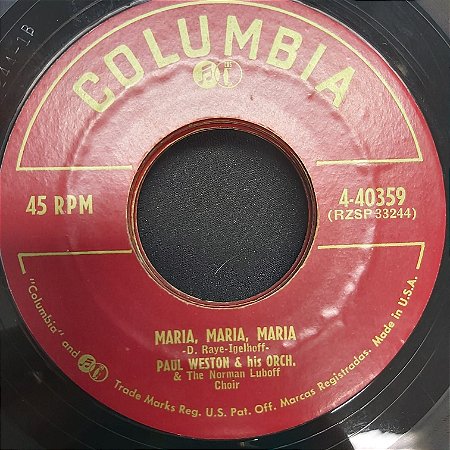 COLUMBIA
45 RPM
4-40359
(RZSP 33244)
MARIA, MARIA, MARIA
-D. Raye-Igelhoff-
PAUL WESTON & his ORCH.
& The Norman Luboff
Choir
"Columbia" and
Trade Marks Reg. U.S. Pat. Off. Marcas Registradas. Made in U.S.A.